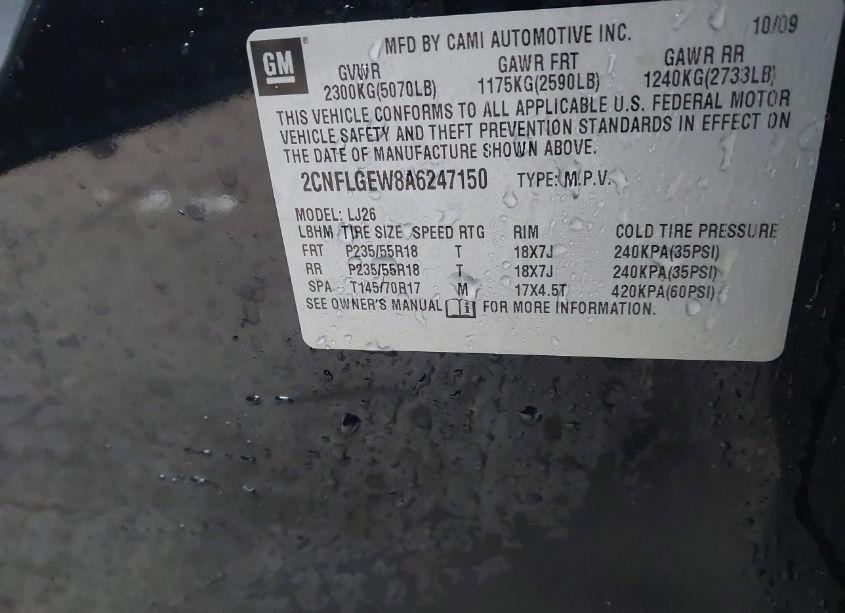 GM
MFD BY CAMI AUTOMOTIVE INC. 10/09
GVWR GAWR FRT GAWR RR
2300KG(5070LB) 1175KG(2590LB) 1240KG(2733LB)
THIS VEHICLE CONFORMS TO ALL APPLICABLE U.S. FEDERAL MOTOR
VEHICLE SAFETY AND THEFT PREVENTION STANDARDS IN EFFECT ON
THE DATE OF MANUFACTURE SHOWN ABOVE.
2CNFLGEW8A6247150 TYPE: M.P.V.
MODEL: LJ26
LBHM TIRE SIZE SPEED RTG RIM COLD TIRE PRESSURE
FRT P235/55R18 T 18X7J 240KPA(35PSI)
RR P235/55R18 T 18X7J 240KPA(35PSI)
SPA T145/70R17 M 17X4.5T 420KPA(60PSI)
SEE OWNER'S MANUAL FOR MORE INFORMATION.